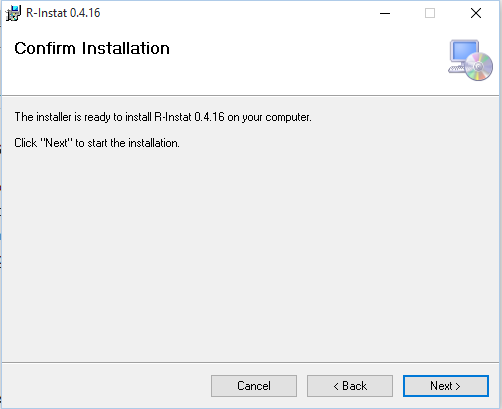 R-Instat 0.4.16
Confirm Installation
The installer is ready to install R-Instat 0.4.16 on your computer.
Click "Next" to start the installation.
Cancel
< Back
Next >